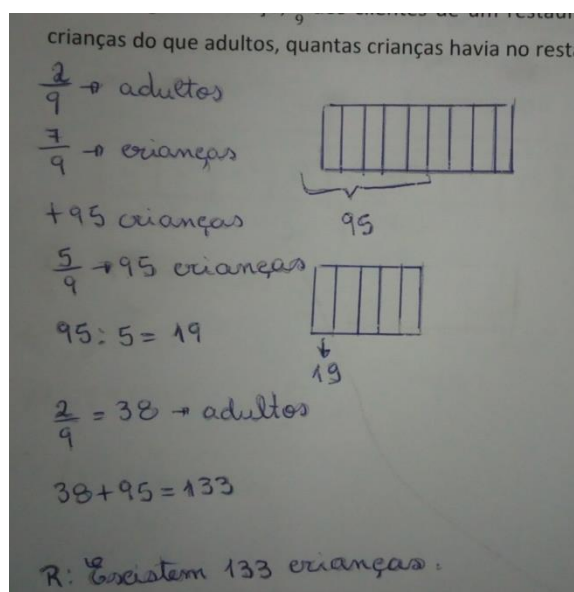 9
crianças do que adultos, quantas crianças havia no rest
2/9 → adultos
7/9 → crianças
+95 crianças
95
5/9 → 95 crianças
95 : 5 = 19
19
2/9 = 38 → adultos
38 + 95 = 133
R: Existem 133 crianças.